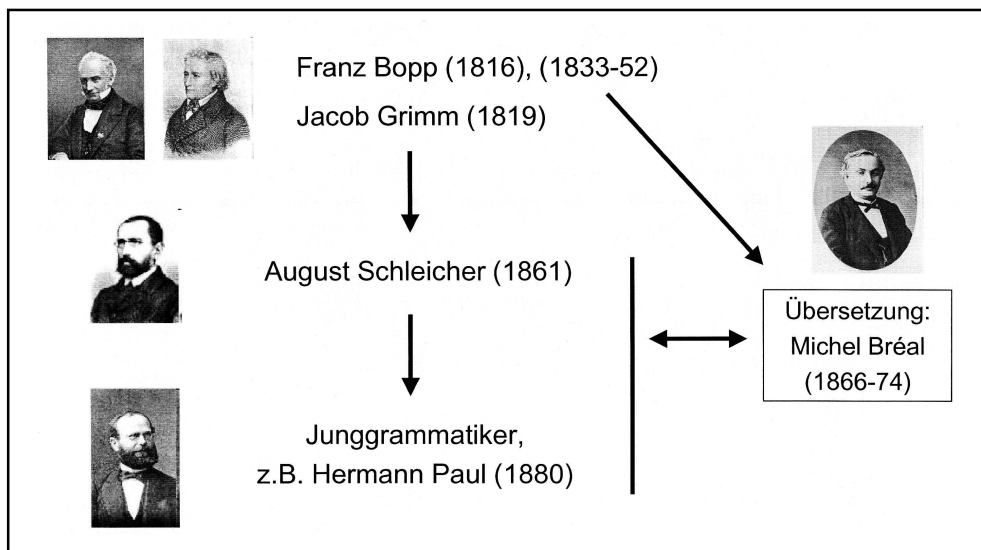 Franz Bopp (1816), (1833-52)
Jacob Grimm (1819)
August Schleicher (1861)
Übersetzung:
Michel Bréal
(1866-74)
Junggrammatiker,
z.B. Hermann Paul (1880)